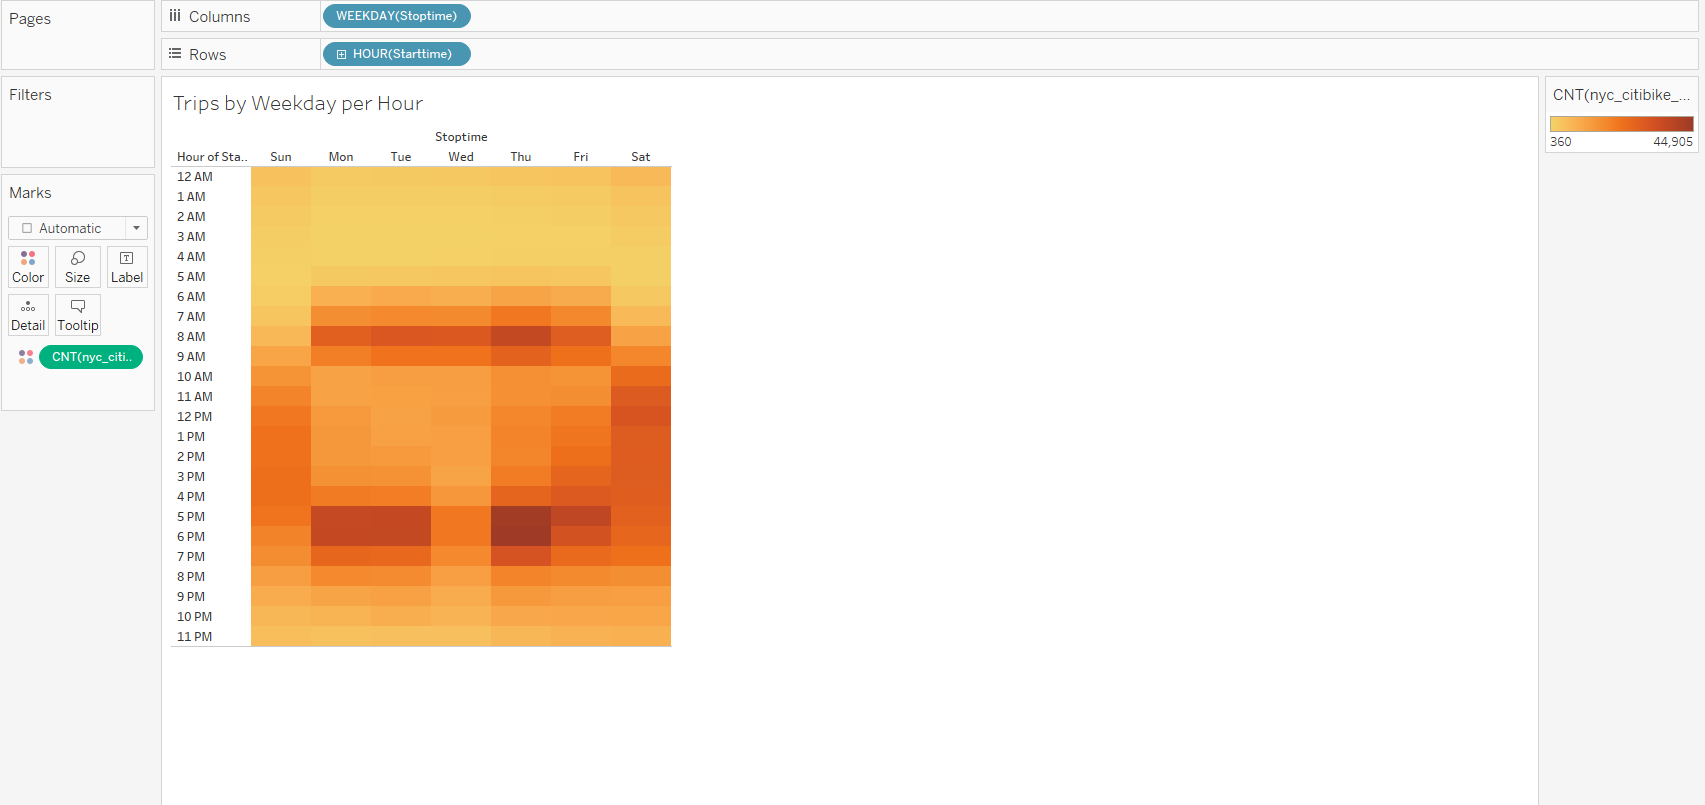 Pages
Columns
WEEKDAY(Stoptime)
Rows
HOUR(Starttime)
Filters
Marks
Automatic
Color
Size
Label
Detail
Tooltip
CNT(nyc_citi..
Trips by Weekday per Hour
Stoptime
Hour of Sta.. Sun Mon Tue Wed Thu Fri Sat
12 AM
1 AM
2 AM
3 AM
4 AM
5 AM
6 AM
7 AM
8 AM
9 AM
10 AM
11 AM
12 PM
1 PM
2 PM
3 PM
4 PM
5 PM
6 PM
7 PM
8 PM
9 PM
10 PM
11 PM
CNT(nyc_citibike_...
360 44,905